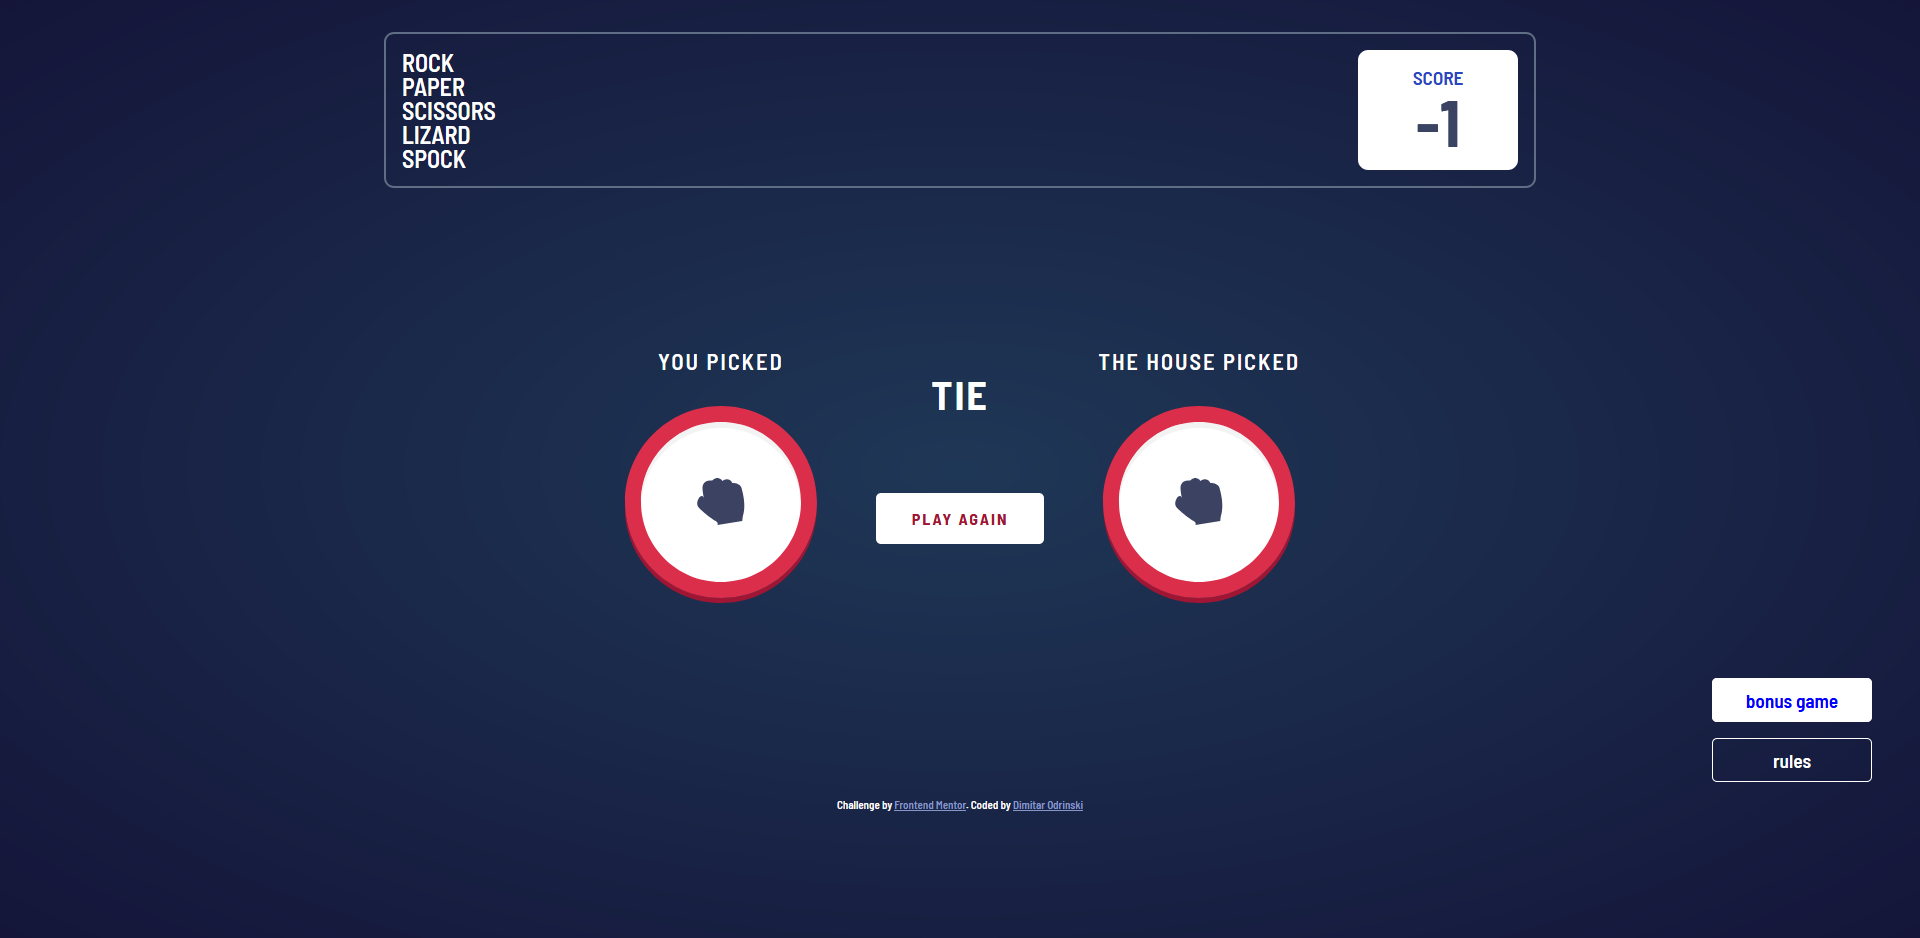 ROCK
PAPER
SCISSORS
LIZARD
SPOCK
SCORE
-1
YOU PICKED
TIE
PLAY AGAIN
THE HOUSE PICKED
bonus game
rules
Challenge by Frontend Mentor. Coded by Dimitar Odrinski